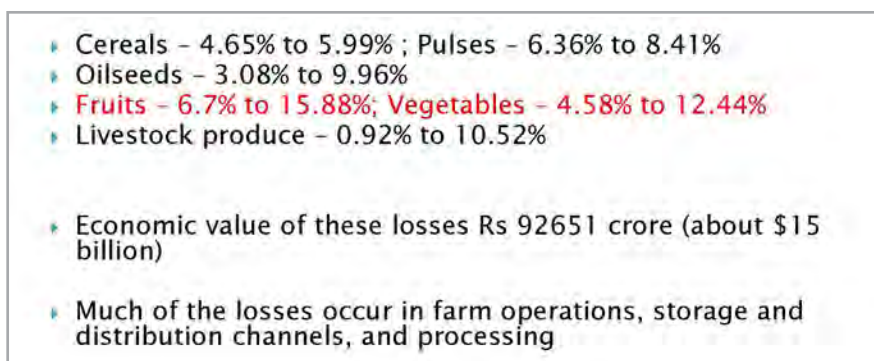 Cereals – 4.65% to 5.99% ; Pulses – 6.36% to 8.41%
Oilseeds – 3.08% to 9.96%
Fruits – 6.7% to 15.88%; Vegetables – 4.58% to 12.44%
Livestock produce – 0.92% to 10.52%
Economic value of these losses Rs 92651 crore (about $15
billion)
Much of the losses occur in farm operations, storage and
distribution channels, and processing